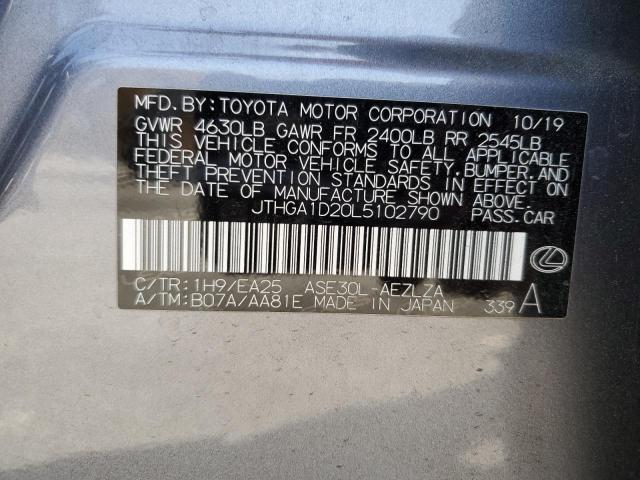 MFD.BY:TOYOTA MOTOR CORPORATION 10/19
GVWR 4630LB GAWR FR 2400LB RR 2545LB
THIS VEHICLE CONFORMS TO ALL APPLICABLE
FEDERAL MOTOR VEHICLE SAFETY,BUMPER,AND
THEFT PREVENTION STANDARDS IN EFFECT ON
THE DATE OF MANUFACTURE SHOWN ABOVE.
JTHGA1D20L5102790 PASS.CAR
C/TR:1H9/EA25 ASE30L-AEZLZA
A/TM:B07A/AA81E MADE IN JAPAN 339A